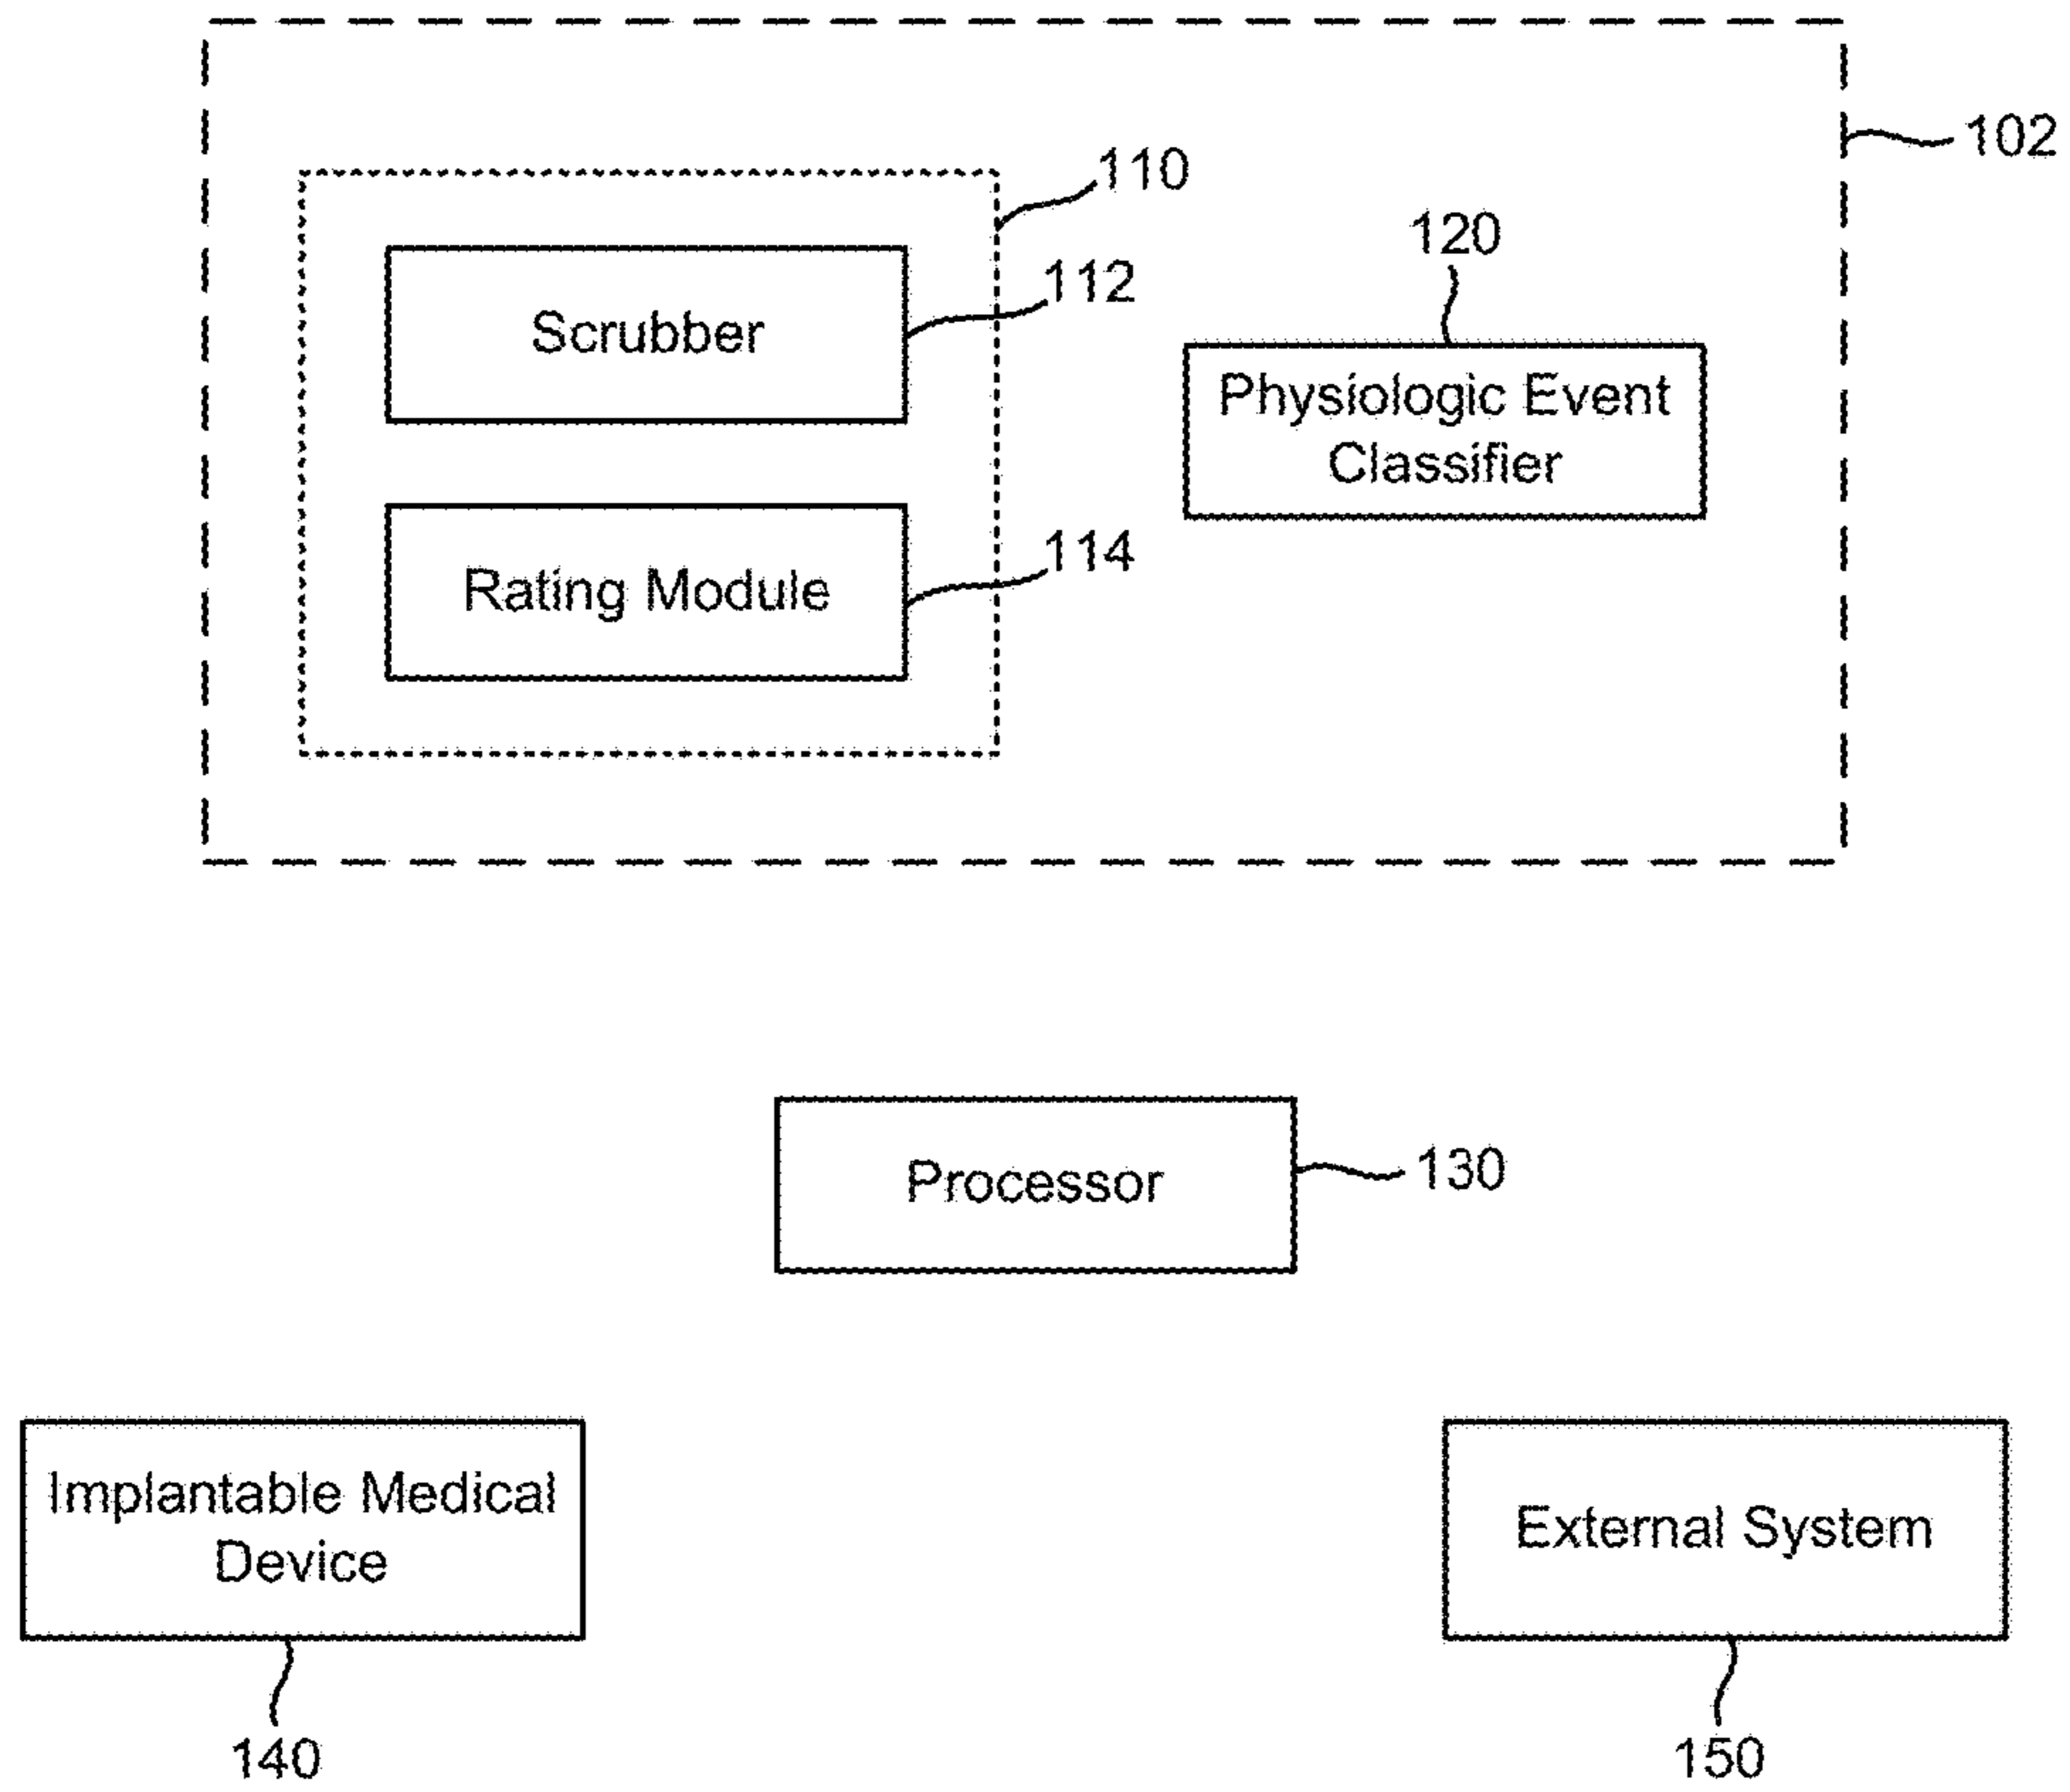 102
110
Scrubber
112
120
Physiologic Event
Classifier
Rating Module
114
Processor
130
Implantable Medical
Device
External System
140
150